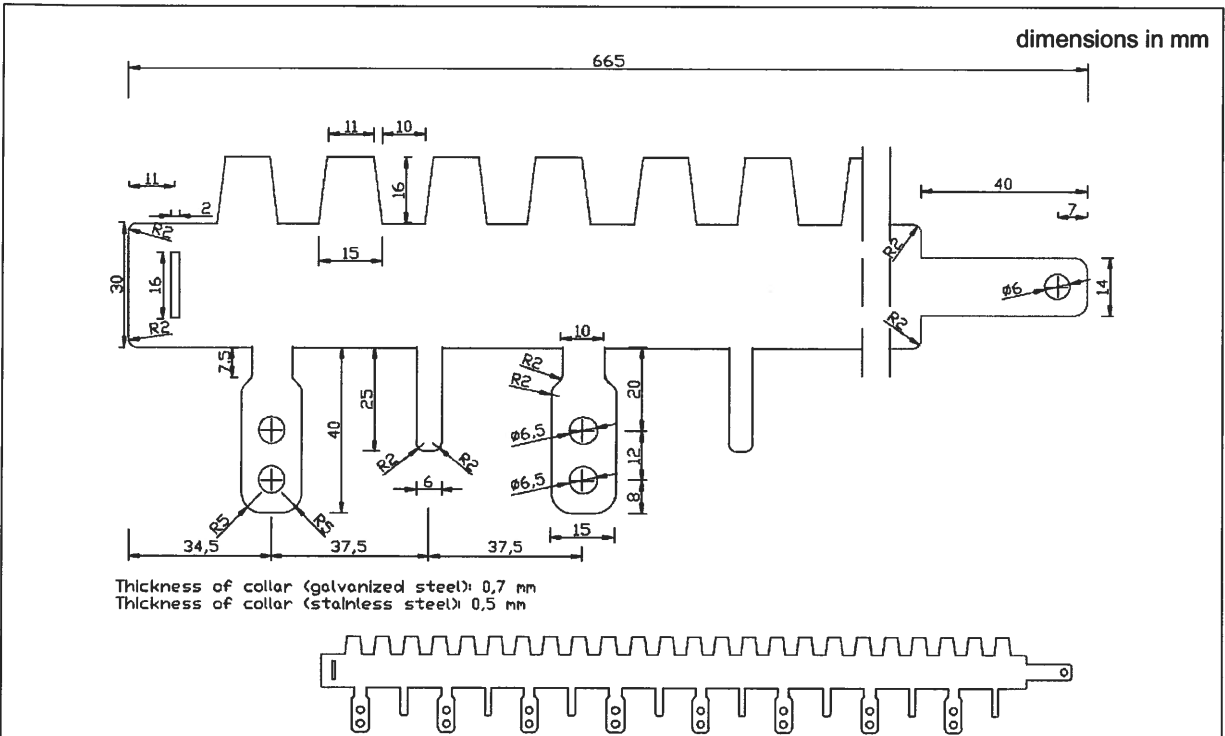 dimensions in mm
665
11 10
11
16
40
2
7
R2
R2
15
30
16
Ø6
14
R2
10
R2
7,5
R2
R2
20
25
40
Ø6,5
12
R2 R2
Ø6,5
6
8
R5 R5
15
34,5 37,5 37,5
Thickness of collar (galvanized steel): 0,7 mm
Thickness of collar (stainless steel): 0,5 mm